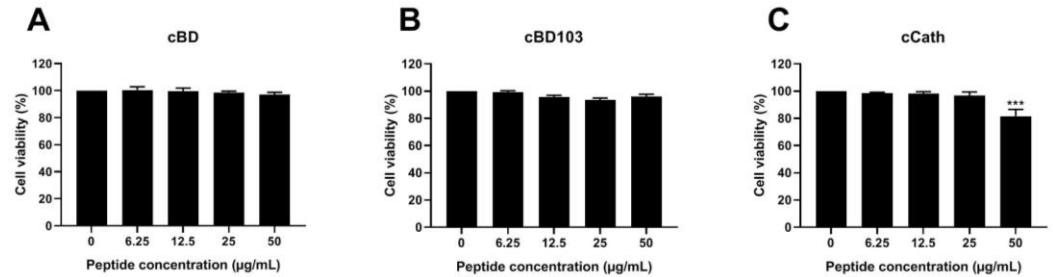 A
cBD
Cell viability (%)
120
100
80
60
40
20
0
0 6.25 12.5 25 50
Peptide concentration (µg/mL)
B
cBD103
Cell viability (%)
120
100
80
60
40
20
0
0 6.25 12.5 25 50
Peptide concentration (µg/mL)
C
cCath
Cell viability (%)
120
100
80
60
40
20
0
***
0 6.25 12.5 25 50
Peptide concentration (µg/mL)